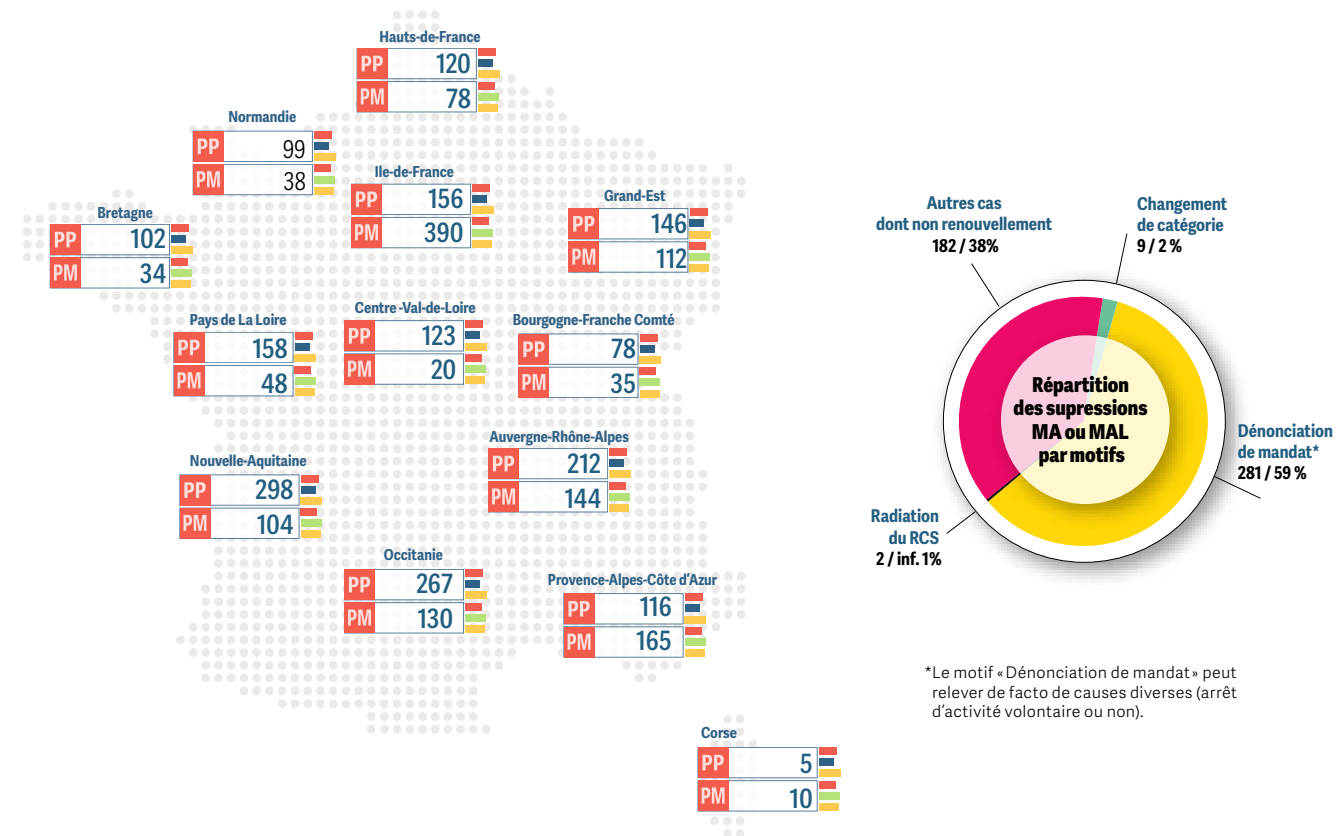 Hauts-de-France
PP 120
PM 78
Normandie
PP 99
PM 38
Ile-de-France
PP 156
PM 390
Grand-Est
PP 146
PM 112
Bretagne
PP 102
PM 34
Pays de La Loire
PP 158
PM 48
Centre -Val-de-Loire
PP 123
PM 20
Bourgogne-Franche Comté
PP 78
PM 35
Auvergne-Rhône-Alpes
PP 212
PM 144
Nouvelle-Aquitaine
PP 298
PM 104
Occitanie
PP 267
PM 130
Provence-Alpes-Côte d'Azur
PP 116
PM 165
Corse
PP 5
PM 10
Autres cas
dont non renouvellement
182 / 38%
Changement
de catégorie
9 / 2 %
Répartition
des supressions
MA ou MAL
par motifs
Dénonciation
de mandat*
281 / 59 %
Radiation
du RCS
2 / inf. 1%
*Le motif «Dénonciation de mandat» peut
relever de facto de causes diverses (arrêt
d'activité volontaire ou non).